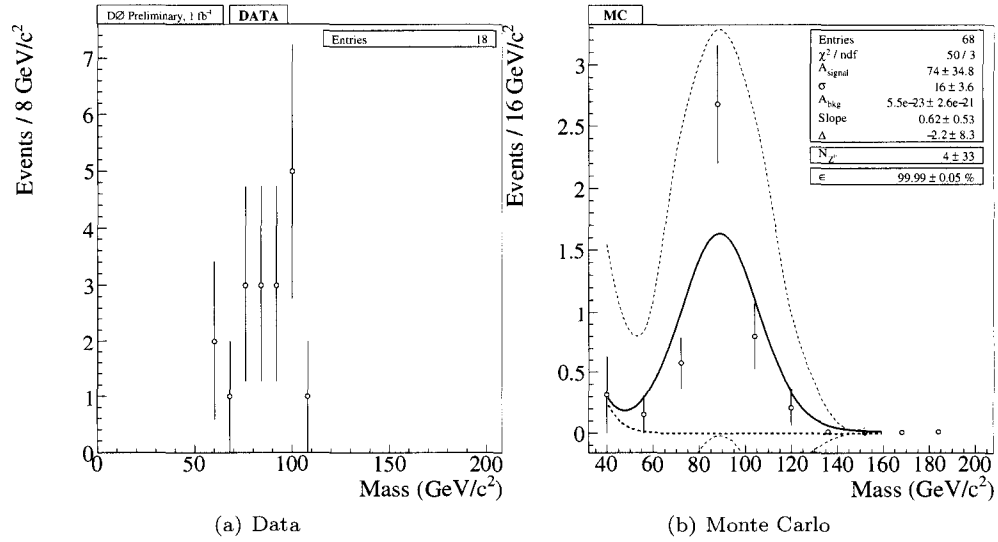 DØ Preliminary, 1 fb⁻¹
DATA
Entries 18
Events / 8 GeV/c²
7
6
5
4
3
2
1
0
0 50 100 150 200
Mass (GeV/c²)
(a) Data
MC
Entries 68
χ² / ndf 50 / 3
A_signal 74 ± 34.8
σ 16 ± 3.6
A_bkg 5.5e–23 ± 2.6e–21
Slope 0.62 ± 0.53
Δ –2.2 ± 8.3
4 ± 33
ϵ 99.99 ± 0.05 %
Events / 16 GeV/c²
3
2.5
2
1.5
1
0.5
0
40 60 80 100 120 140 160 180 200
Mass (GeV/c²)
(b) Monte Carlo